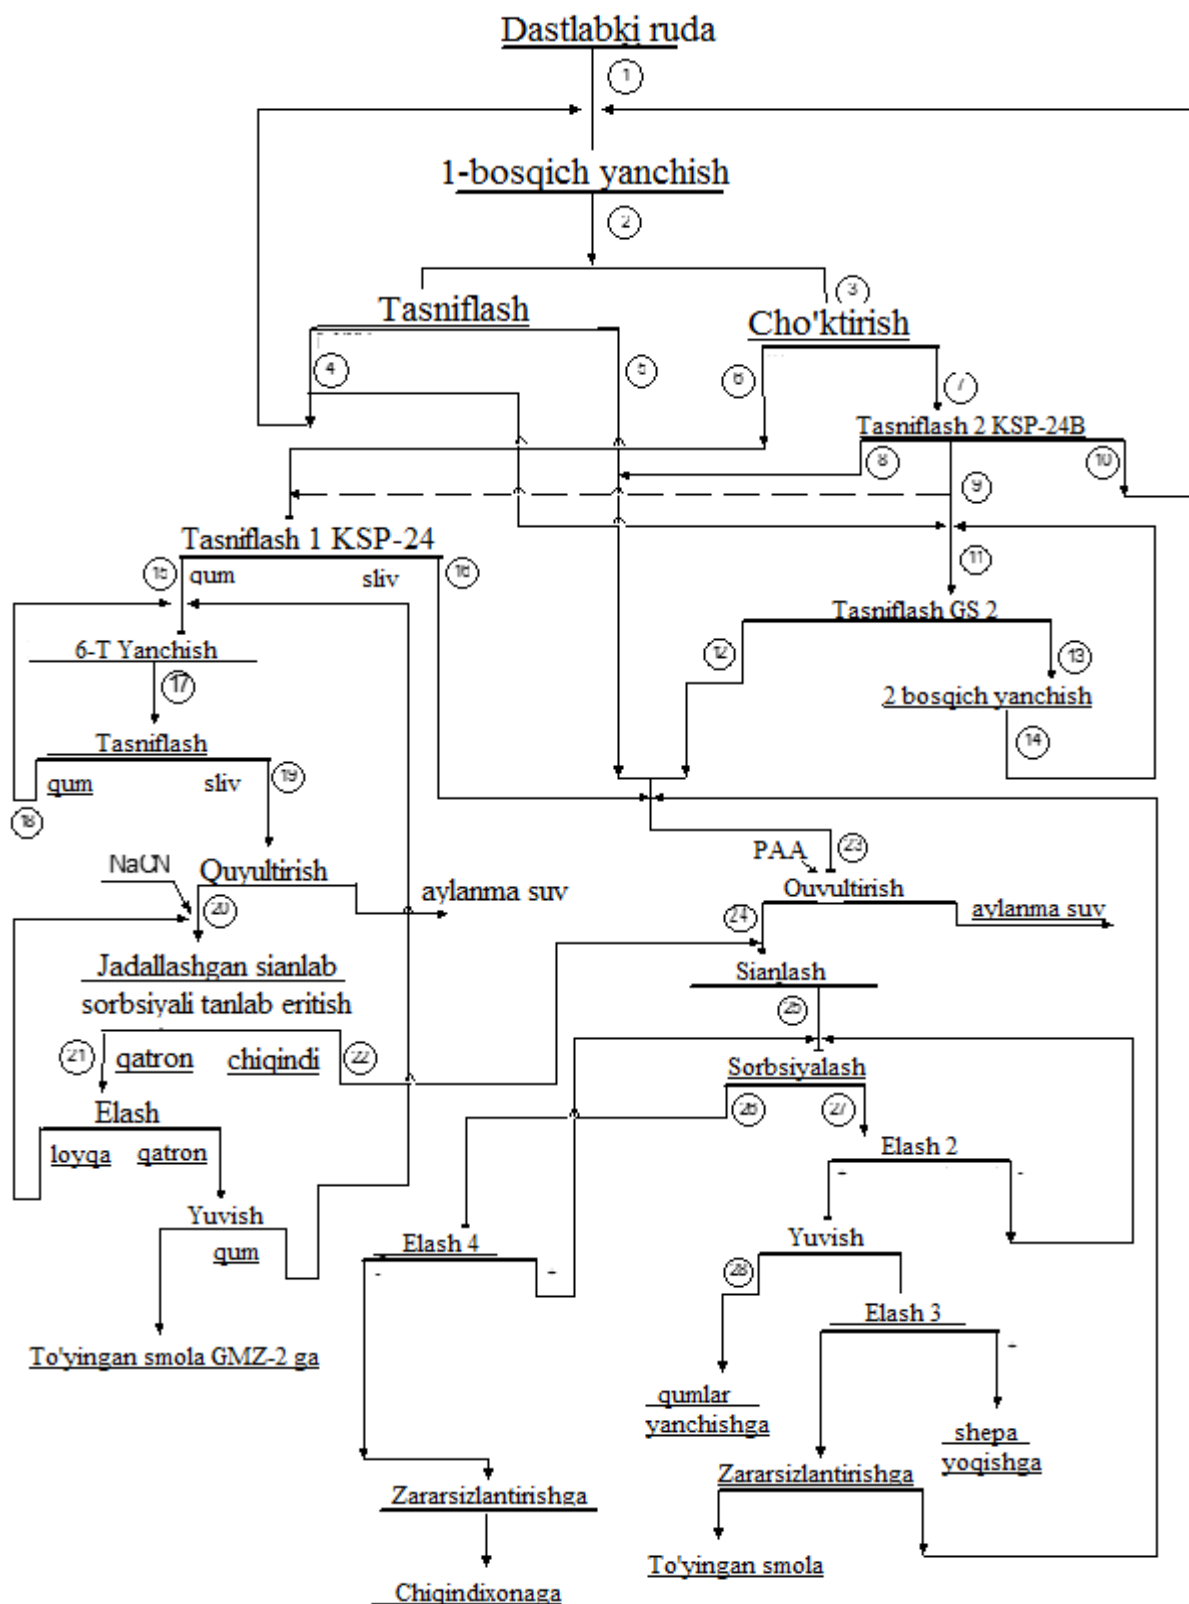 Dastlabki ruda
1
1-bosqich yanchish
2
3
Tasniflash
Cho'ktirish
4
5
6
7
Tasniflash 2 KSP-24B
8
9
10
Tasniflash 1 KSP-24
11
15
qum
sliv
16
Tasniflash GS 2
6-T Yanchish
12
13
17
2 bosqich yanchish
Tasniflash
14
qum
sliv
19
18
NaCN
Quyultirish
PAA
23
20
aylanma suv
Ouvultirish
24
aylanma suv
Jadallashgan sianlab
Sianlash
sorbsiyali tanlab eritish
25
21
qatron
chiqindi
22
Sorbsiyalash
Elash
26
27
loyqa
qatron
Elash 2
+
-
Yuvish
qum
Elash 4
Yuvish
-
+
28
Elash 3
To'yingan smola GMZ-2 ga
+
qumlar
yanchishga
shepa
yoqishga
Zararsizlantirishga
Zararsizlantirishga
To'yingan smola
Chiqindixonaga